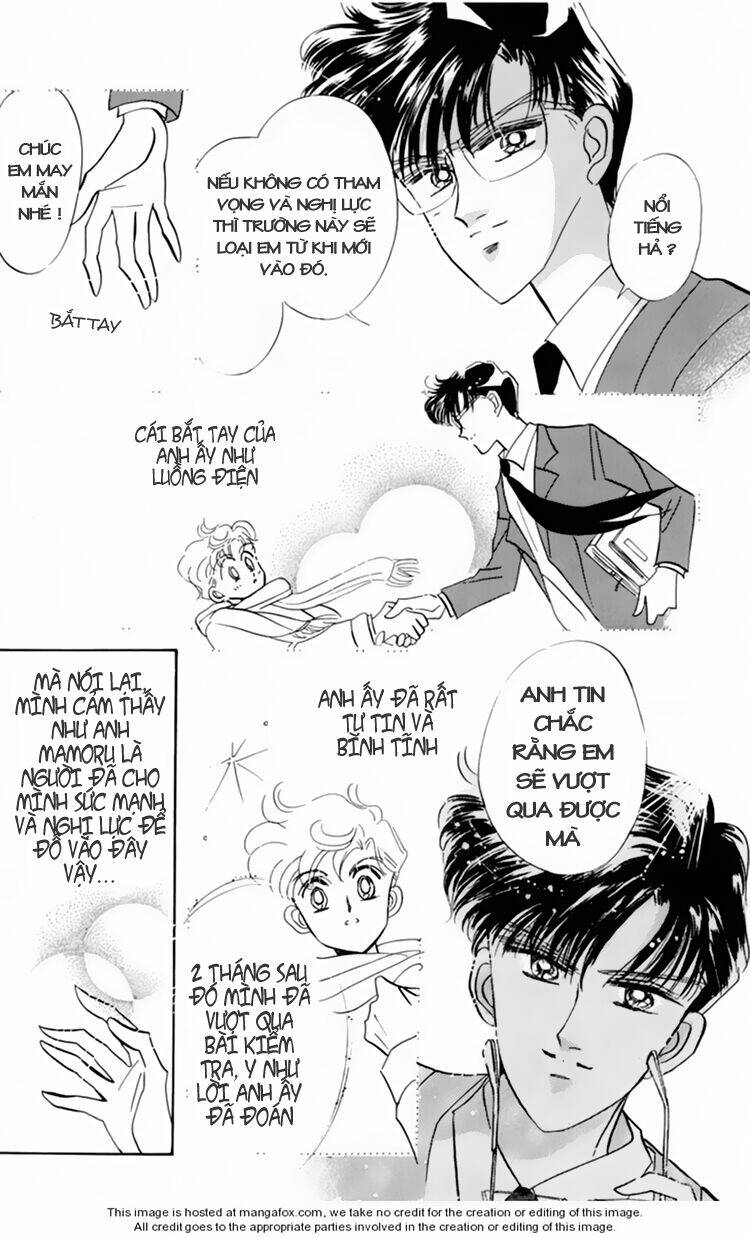 NỔI
TIẾNG
HẢ ?
NẾU KHÔNG CÓ THAM
VỌNG VÀ NGHỊ LỰC
THÌ TRƯỜNG NÀY SẼ
LOẠI EM TỪ KHI MỚI
VÀO ĐÓ.
CHÚC
EM MAY
MẮN
NHÉ !
BẮT TAY
CÁI BẮT TAY CỦA
ANH ẤY NHƯ
LUỒNG ĐIỆN
ANH TIN
CHẮC
RẰNG EM
SẼ VƯỢT
QUA ĐƯỢC
MÀ
ANH ẤY ĐÃ RẤT
TỰ TIN VÀ
BÌNH TĨNH
2 THÁNG SAU
ĐÓ MÌNH ĐÃ
VƯỢT QUA
BÀI KIỂM
TRA, Y NHƯ
LỜI ANH ẤY
ĐÃ ĐOÁN
MÀ NÓI LẠI,
MÌNH CẢM THẤY
NHƯ ANH
MAMORU LÀ
NGƯỜI ĐÃ CHO
MÌNH SỨC MẠNH
VÀ NGHỊ LỰC ĐỂ
ĐỖ VÀO ĐÂY
VẬY...
This image is hosted at mangafox.com, we take no credit for the creation or editing of this image.
All credit goes to the appropriate parties involved in the creation or editing of this image.